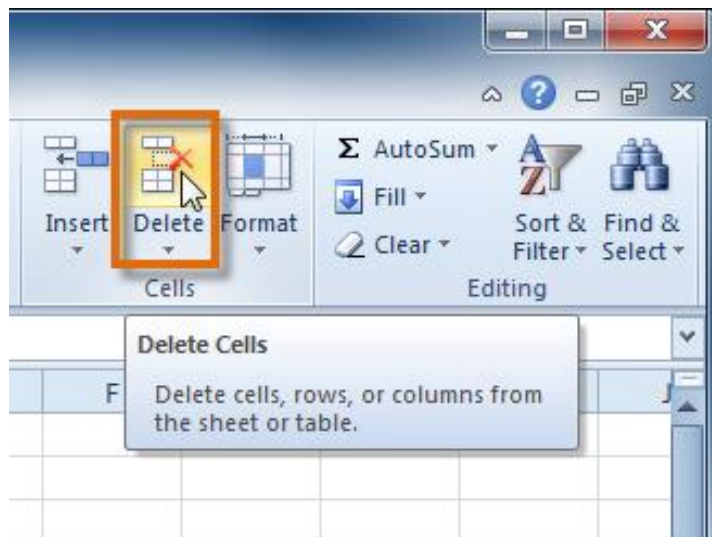 Insert Delete Format
Σ AutoSum
Fill
Clear
A
Z
Sort &
Filter
Find &
Select
Cells
Editing
Delete Cells
Delete cells, rows, or columns from
the sheet or table.
F
J